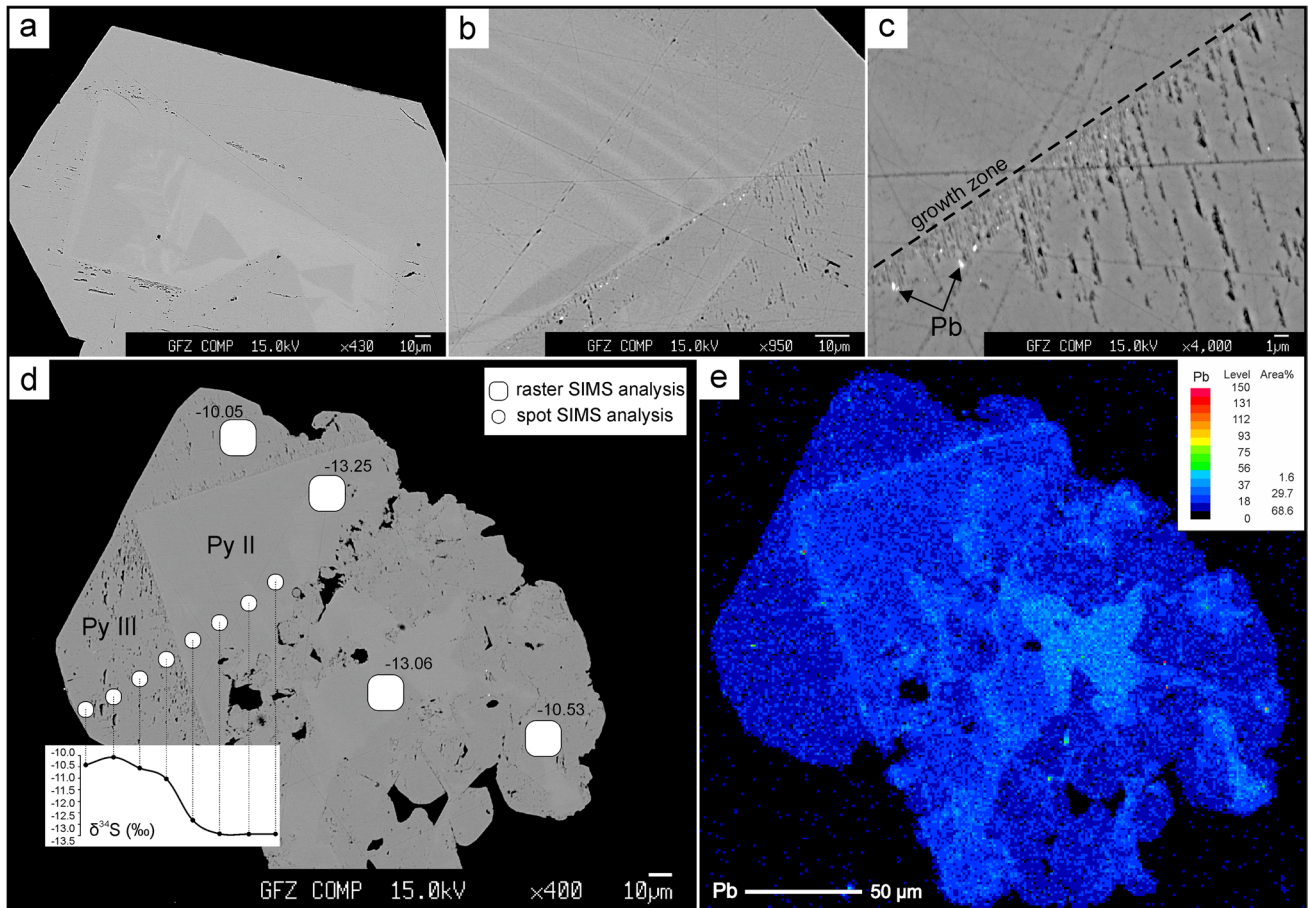 a
GFZ COMP 15.0kV ×430 10µm
b
GFZ COMP 15.0kV ×950 10µm
c
growth zone
Pb
GFZ COMP 15.0kV ×4,000 1µm
d
raster SIMS analysis
spot SIMS analysis
-10.05
-13.25
Py II
Py III
-13.06
-10.53
-10.0
-10.5
-11.0
-11.5
-12.0
-12.5
-13.0
-13.5
δ³⁴S (‰)
GFZ COMP 15.0kV ×400 10µm
e
Pb Level Area%
150
131
112
93
75
56
37 1.6
18 29.7
0 68.6
Pb 50 µm